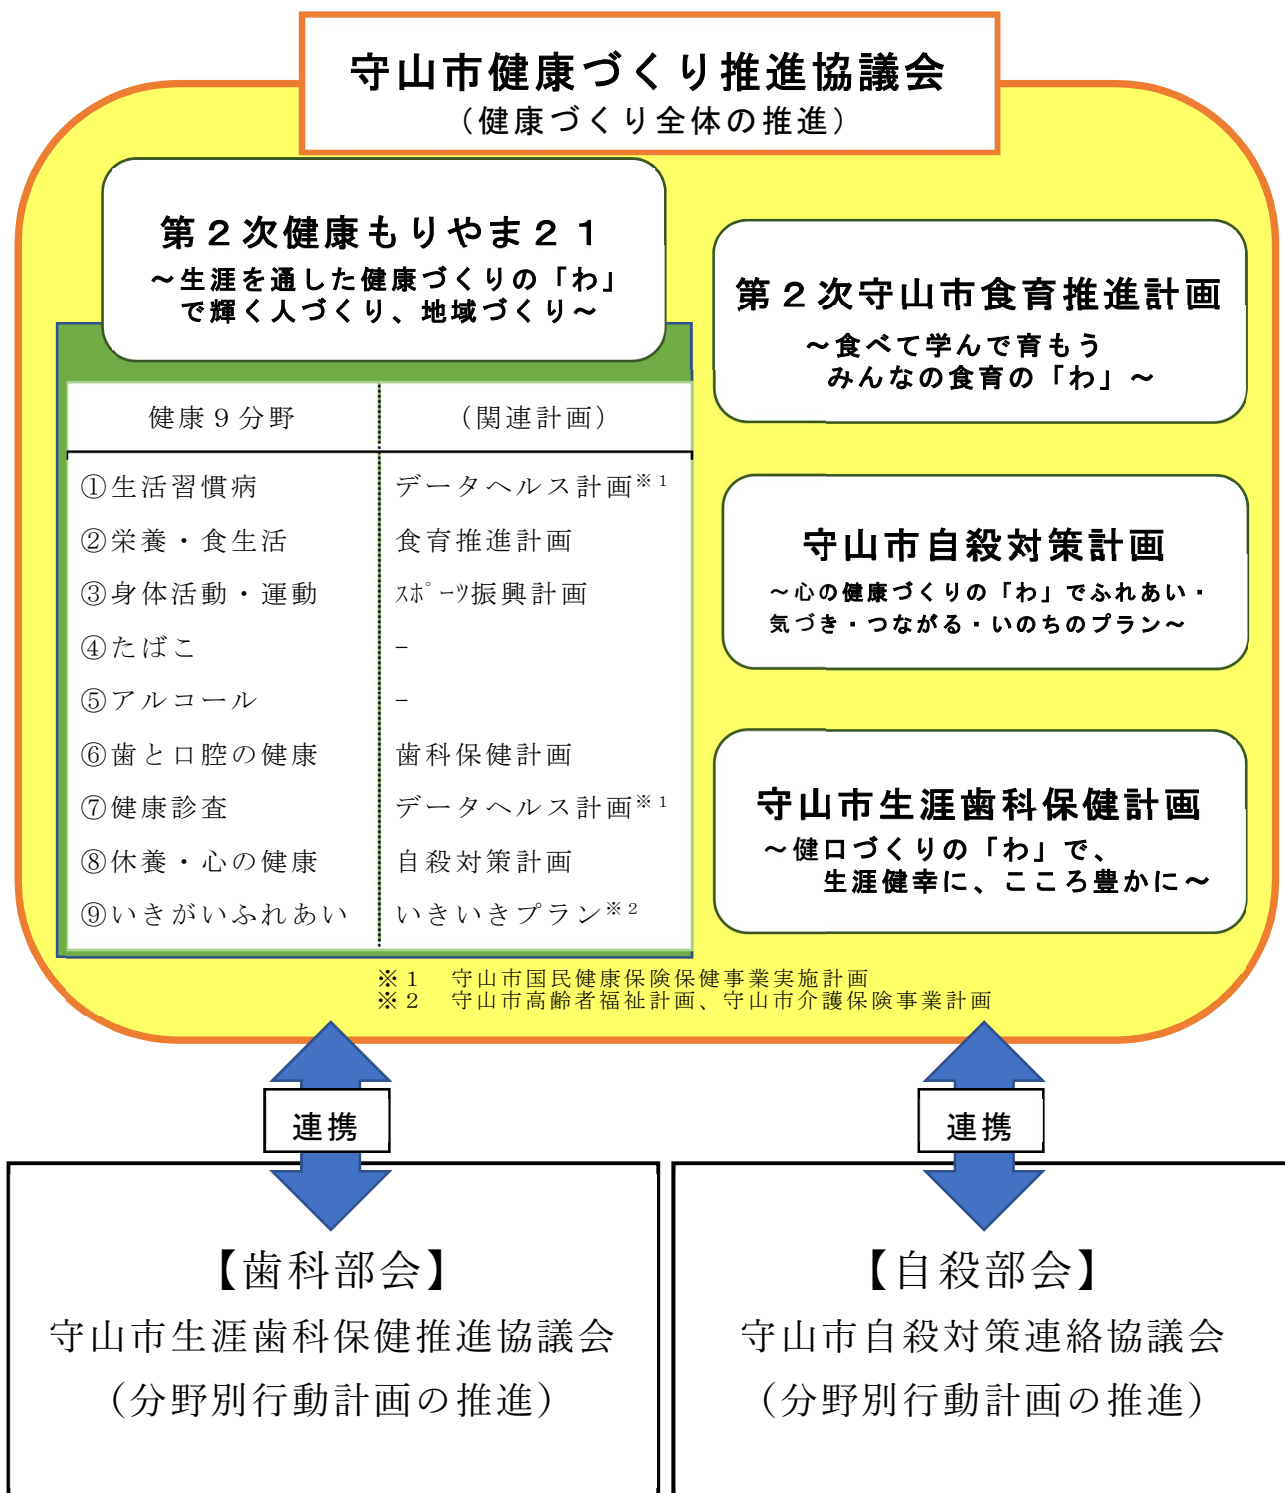 守山市健康づくり推進協議会
（健康づくり全体の推進）
第２次健康もりやま２１
～生涯を通した健康づくりの「わ」
で輝く人づくり、地域づくり～
健康９分野
（関連計画）
①生活習慣病
データヘルス計画※１
②栄養・食生活
食育推進計画
③身体活動・運動
ｽﾎﾟｰﾂ振興計画
④たばこ
－
⑤アルコール
－
⑥歯と口腔の健康
歯科保健計画
⑦健康診査
データヘルス計画※１
⑧休養・心の健康
自殺対策計画
⑨いきがいふれあい
いきいきプラン※２
第２次守山市食育推進計画
～食べて学んで育もう
みんなの食育の「わ」～
守山市自殺対策計画
～心の健康づくりの「わ」でふれあい・
気づき・つながる・いのちのプラン～
守山市生涯歯科保健計画
～健口づくりの「わ」で、
生涯健幸に、こころ豊かに～
※１　守山市国民健康保険保健事業実施計画
※２　守山市高齢者福祉計画、守山市介護保険事業計画
連携
連携
【歯科部会】
守山市生涯歯科保健推進協議会
（分野別行動計画の推進）
【自殺部会】
守山市自殺対策連絡協議会
（分野別行動計画の推進）